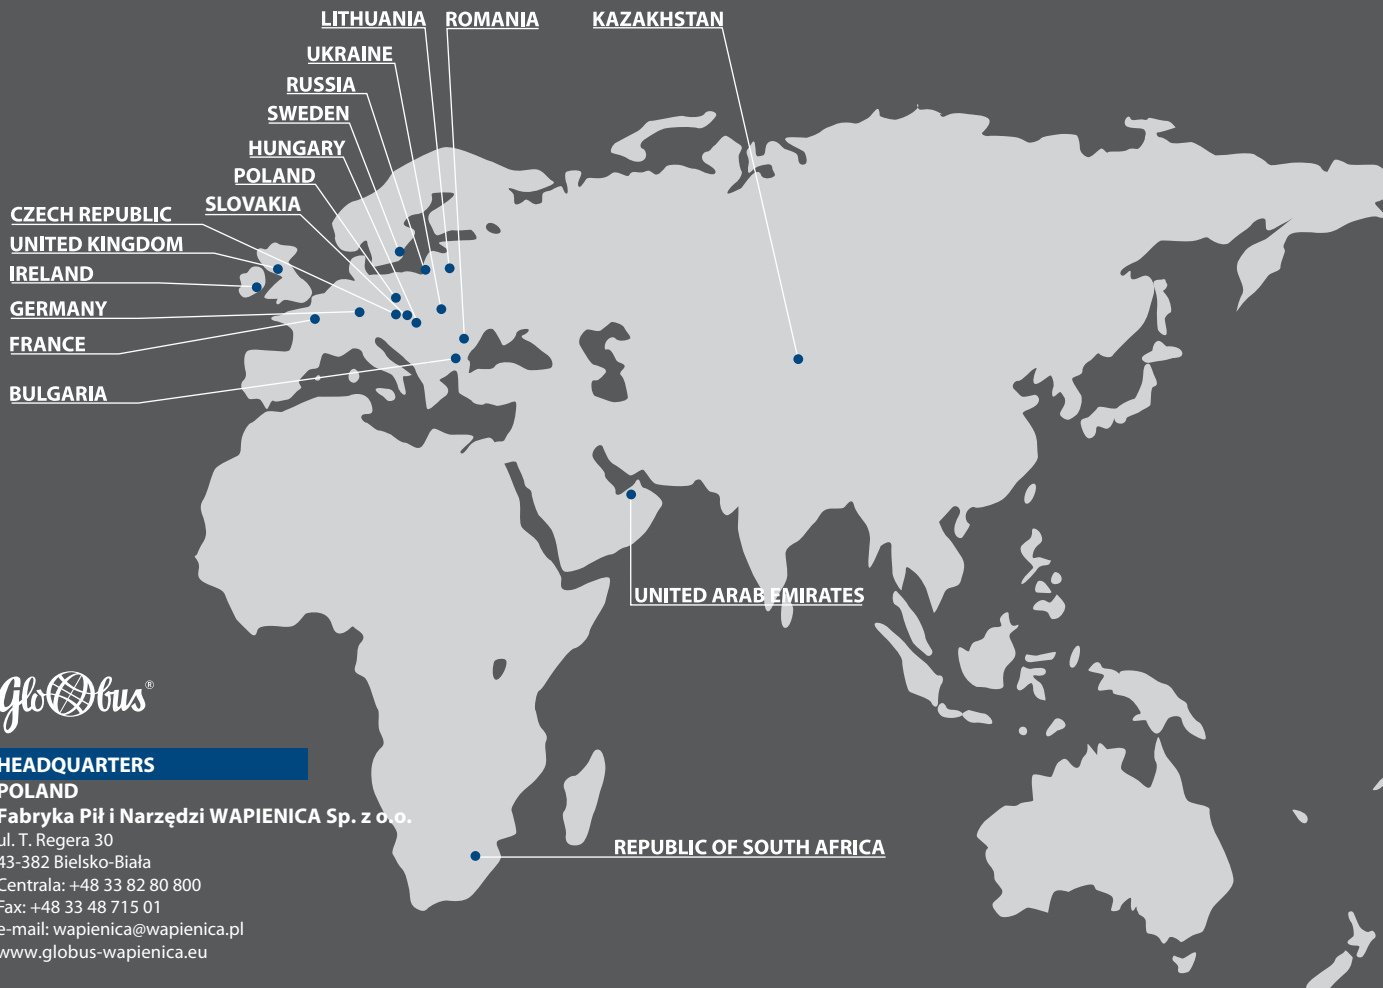 LITHUANIA ROMANIA KAZAKHSTAN
UKRAINE
RUSSIA
SWEDEN
HUNGARY
POLAND
SLOVAKIA
CZECH REPUBLIC
UNITED KINGDOM
IRELAND
GERMANY
FRANCE
BULGARIA
UNITED ARAB EMIRATES
REPUBLIC OF SOUTH AFRICA
Globus®
HEADQUARTERS
POLAND
Fabryka Pił i Narzędzi WAPIENICA Sp. z o.o.
ul. T. Regera 30
43-382 Bielsko-Biała
Centrala: +48 33 82 80 800
Fax: +48 33 48 715 01
e-mail: wapienica@wapienica.pl
www.globus-wapienica.eu